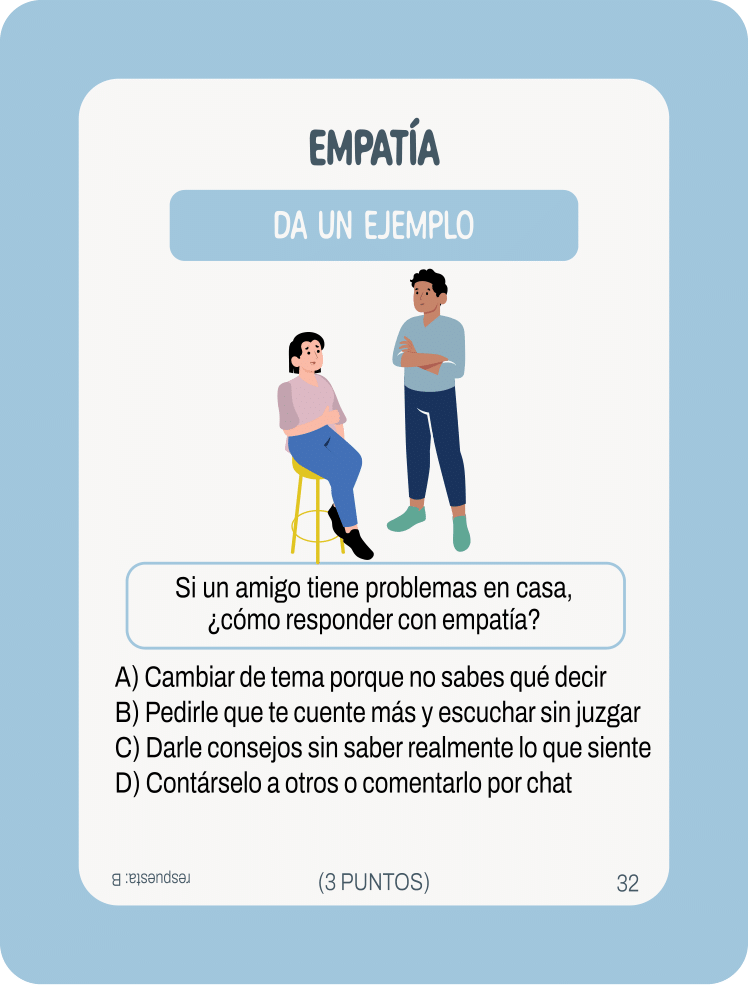 EMPATÍA
DA UN EJEMPLO
Si un amigo tiene problemas en casa,
¿cómo responder con empatía?
A) Cambiar de tema porque no sabes qué decir
B) Pedirle que te cuente más y escuchar sin juzgar
C) Darle consejos sin saber realmente lo que siente
D) Contárselo a otros o comentarlo por chat
respuesta: B
(3 PUNTOS)
32